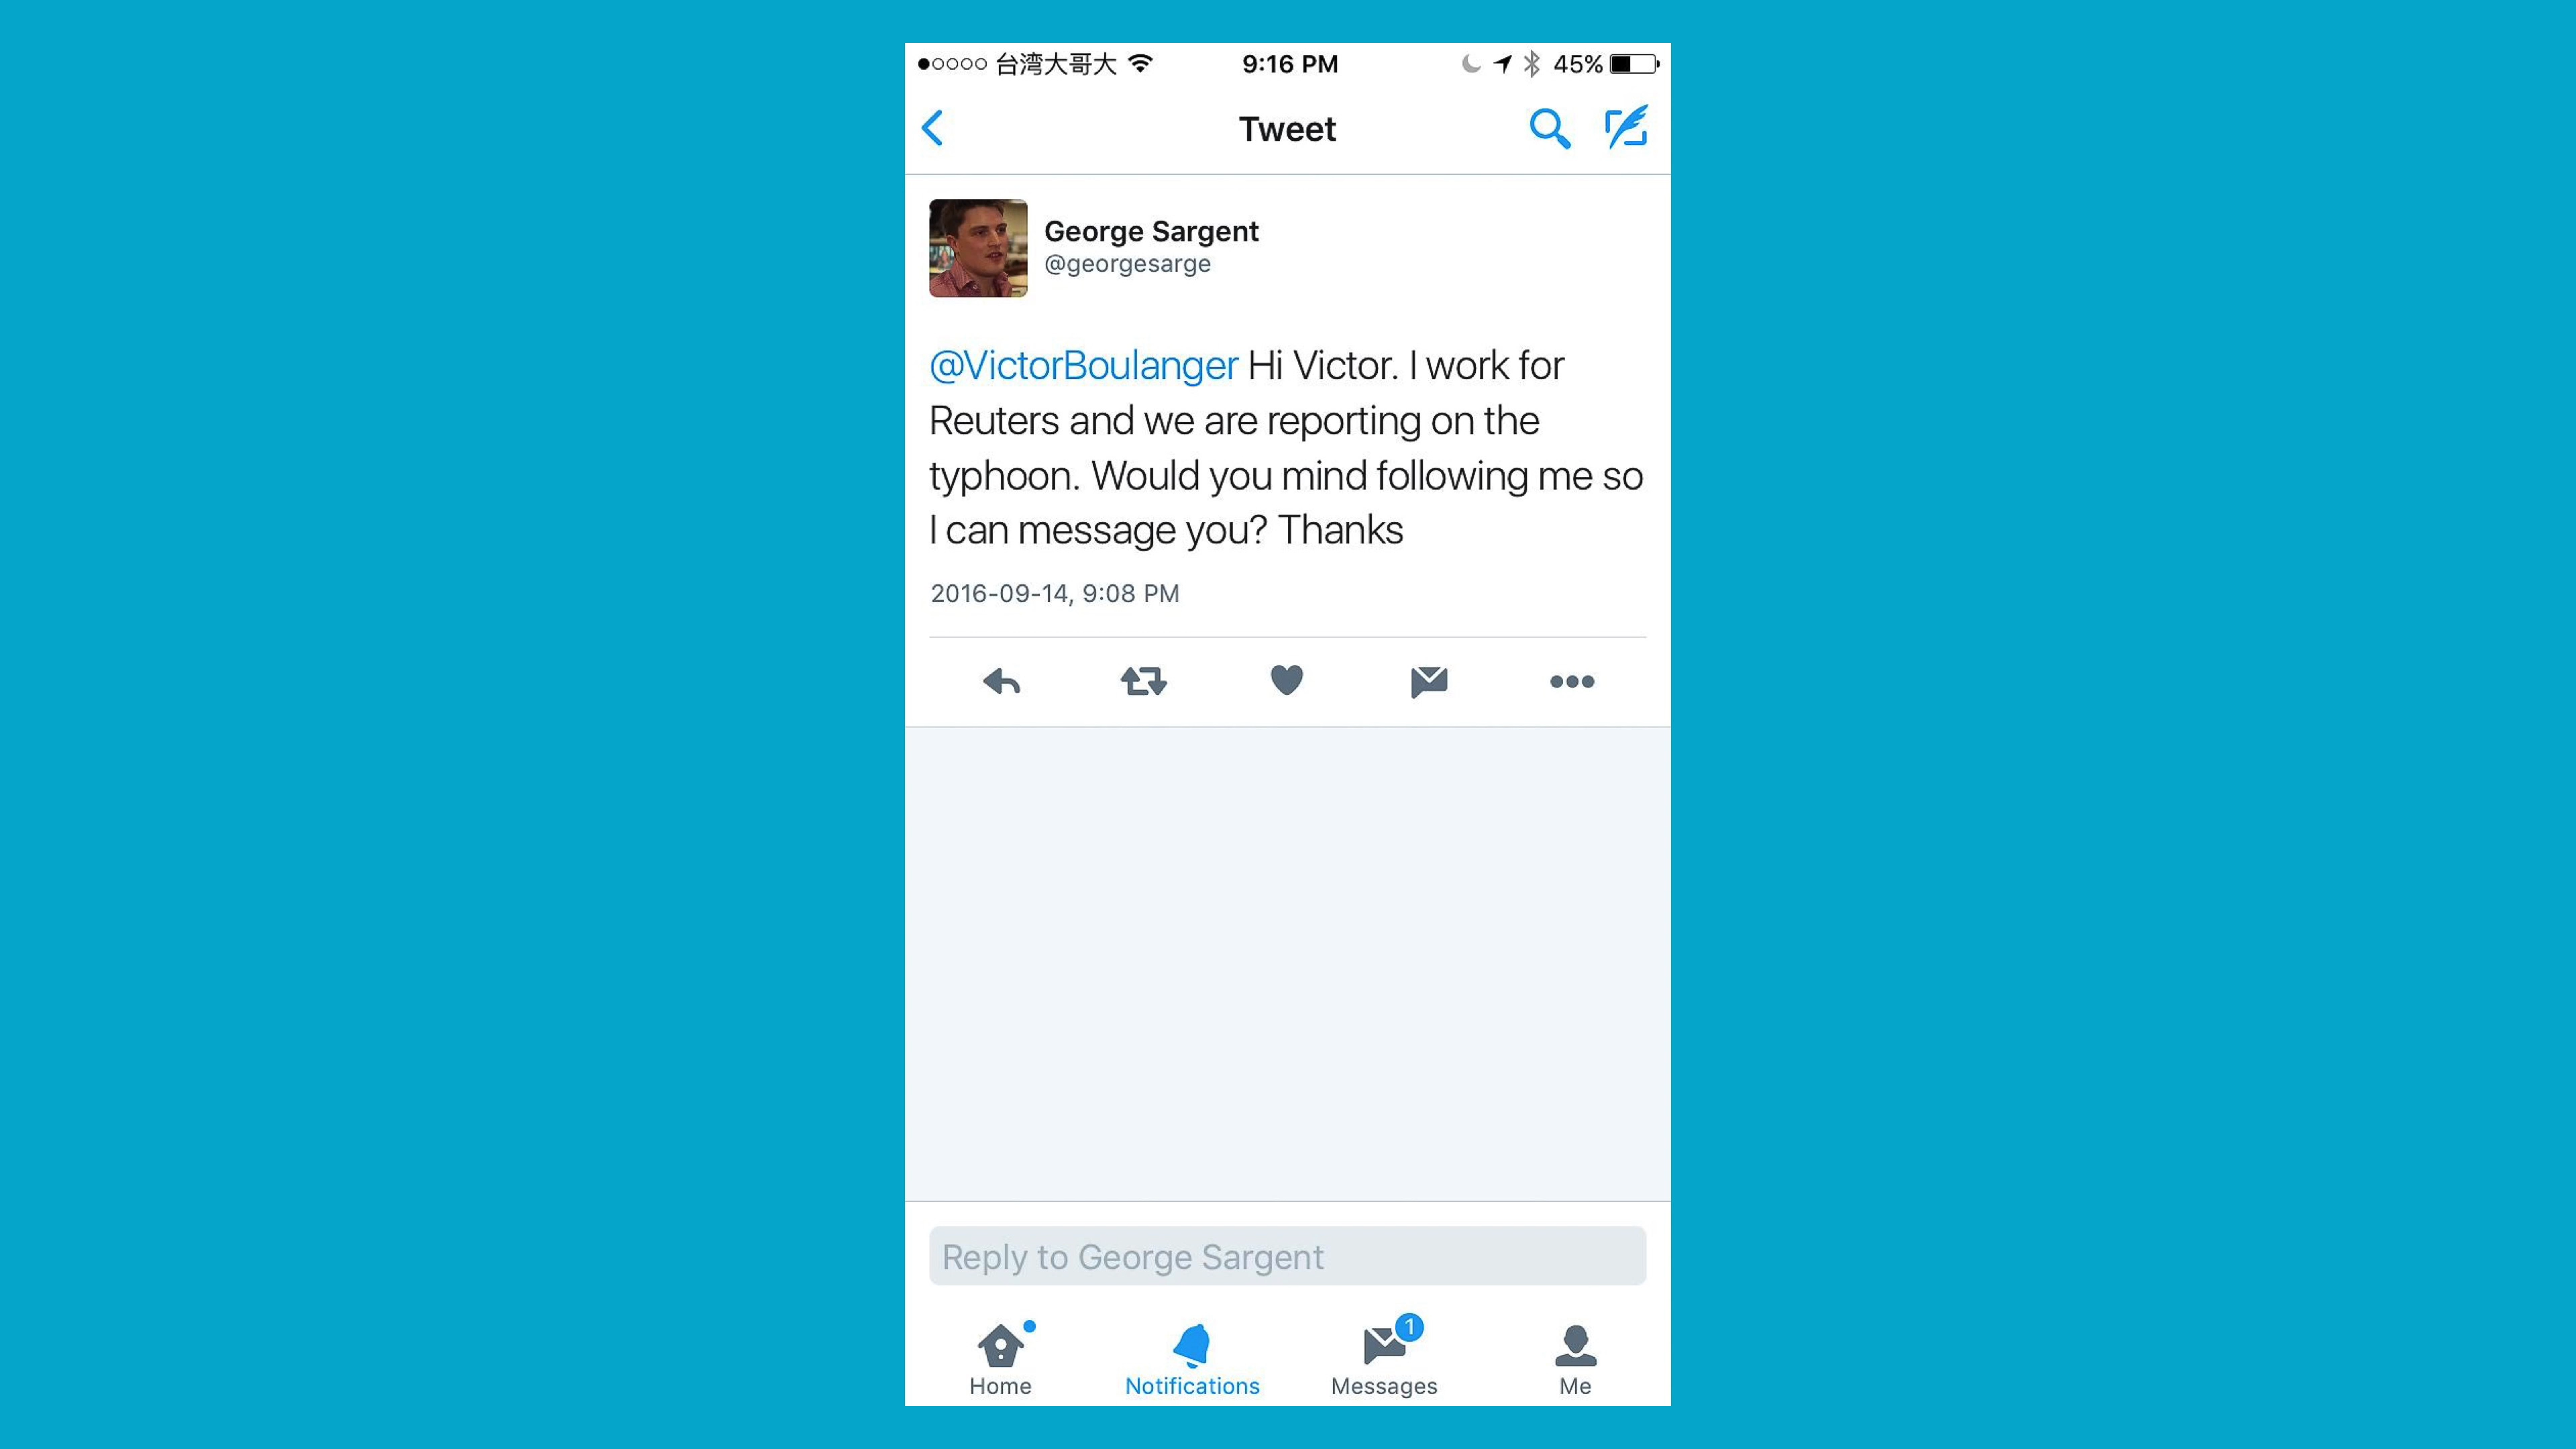 台湾大哥大 9:16 PM 45%
Tweet
George Sargent
@georgesarge
@VictorBoulanger Hi Victor. I work for
Reuters and we are reporting on the
typhoon. Would you mind following me so
I can message you? Thanks
2016-09-14, 9:08 PM
Reply to George Sargent
1
Home Notifications Messages Me